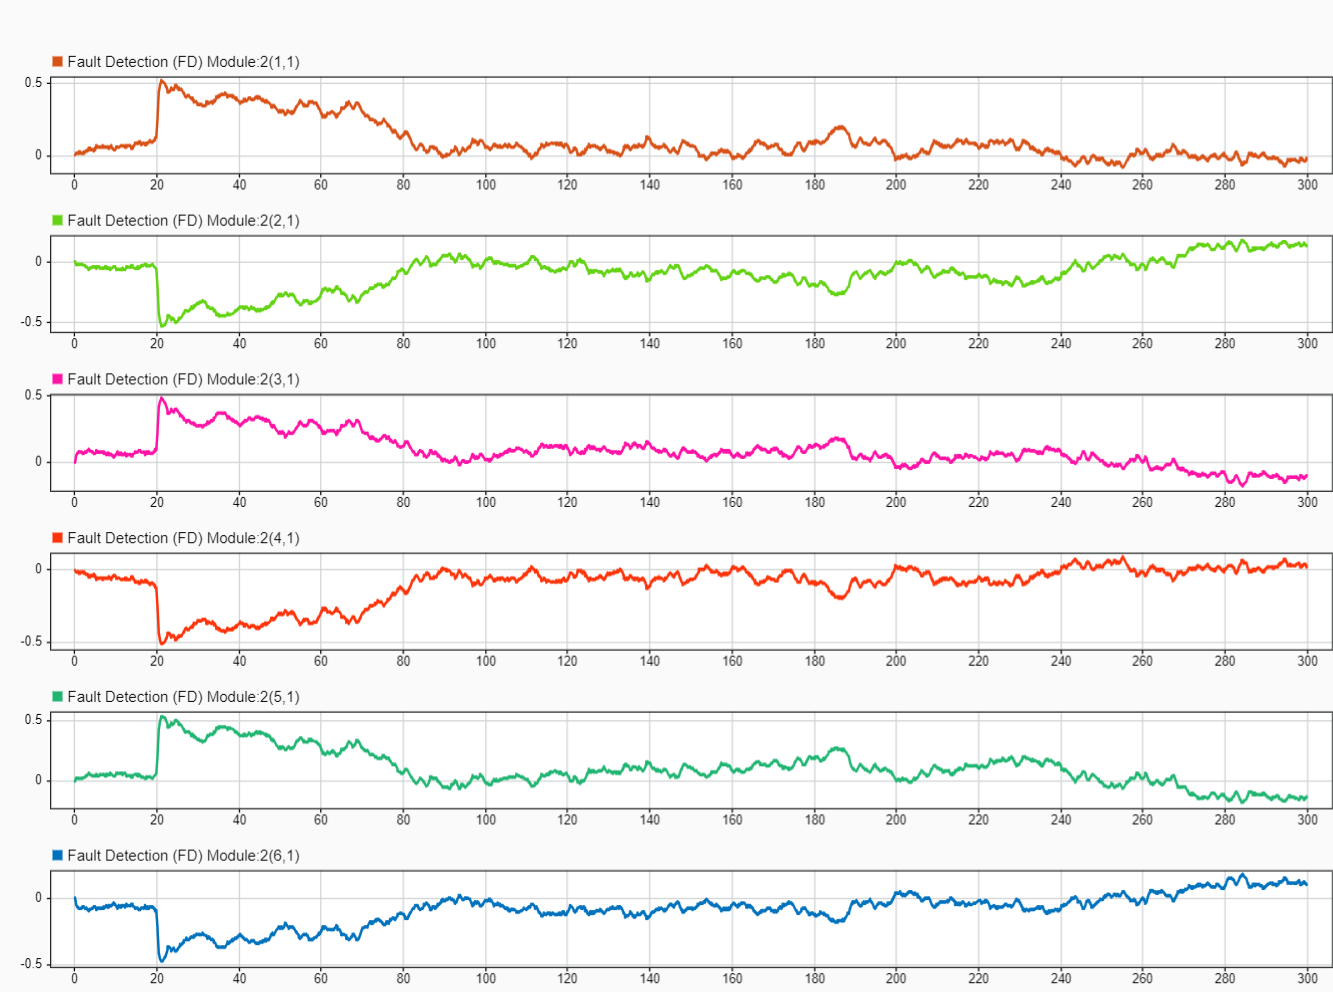 Fault Detection (FD) Module:2(1,1)
0.5
0
0 20 40 60 80 100 120 140 160 180 200 220 240 260 280 300
Fault Detection (FD) Module:2(2,1)
0
-0.5
0 20 40 60 80 100 120 140 160 180 200 220 240 260 280 300
Fault Detection (FD) Module:2(3,1)
0.5
0
0 20 40 60 80 100 120 140 160 180 200 220 240 260 280 300
Fault Detection (FD) Module:2(4,1)
0
-0.5
0 20 40 60 80 100 120 140 160 180 200 220 240 260 280 300
Fault Detection (FD) Module:2(5,1)
0.5
0
0 20 40 60 80 100 120 140 160 180 200 220 240 260 280 300
Fault Detection (FD) Module:2(6,1)
0
-0.5
0 20 40 60 80 100 120 140 160 180 200 220 240 260 280 300